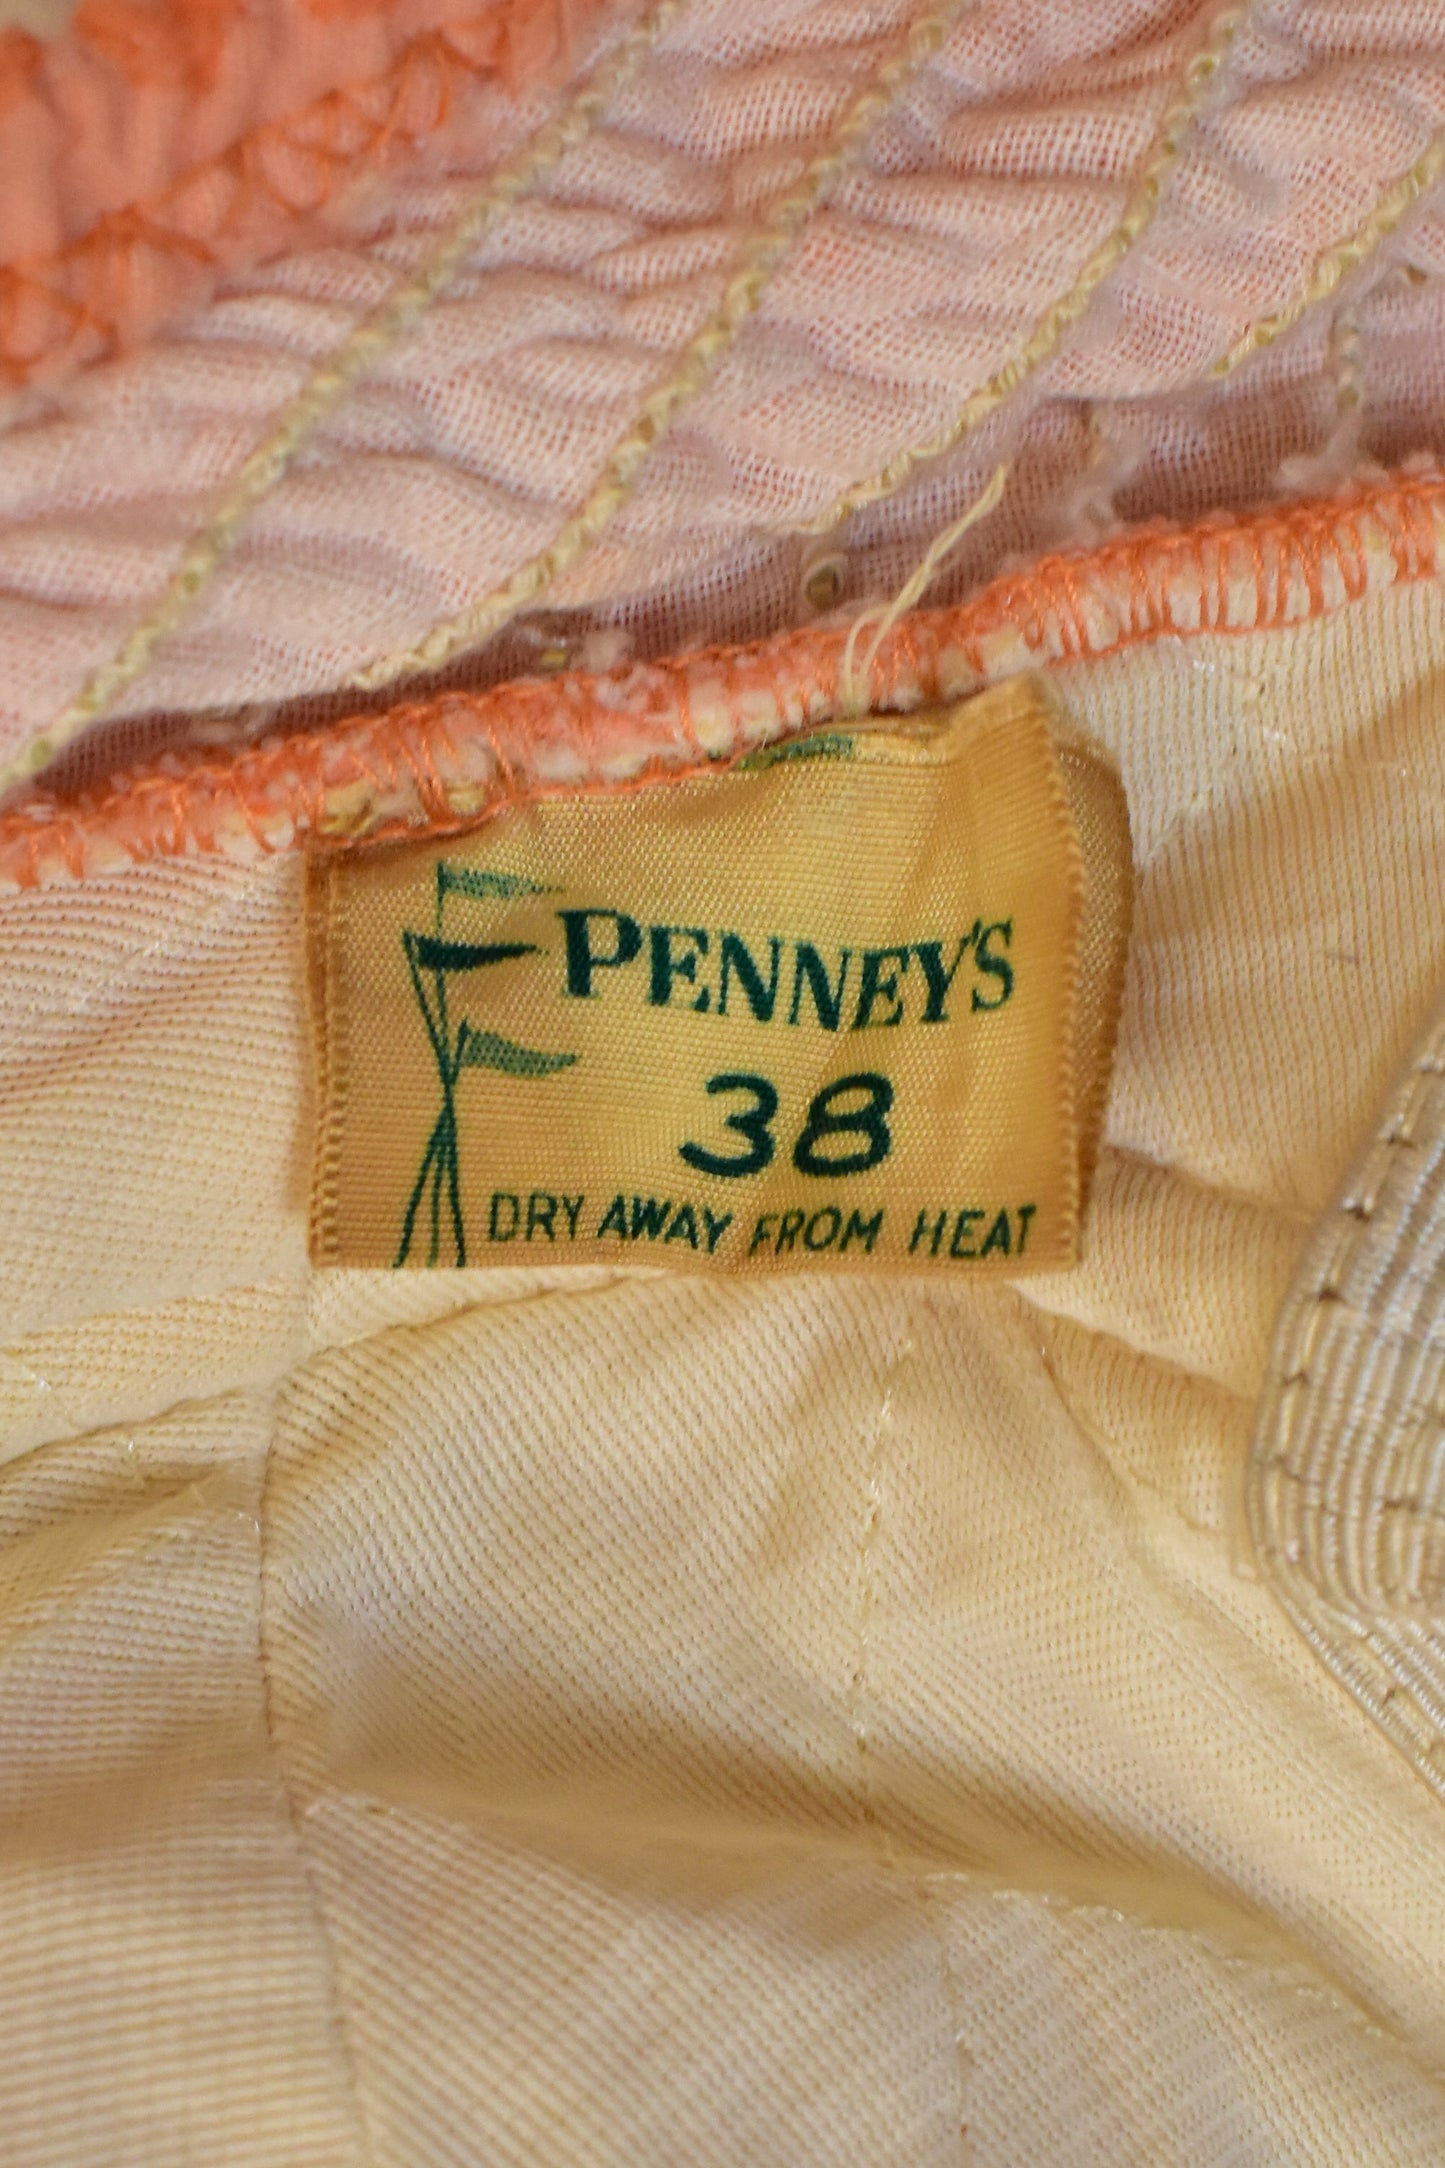 PENNEY'S
38
DRY AWAY FROM HEAT